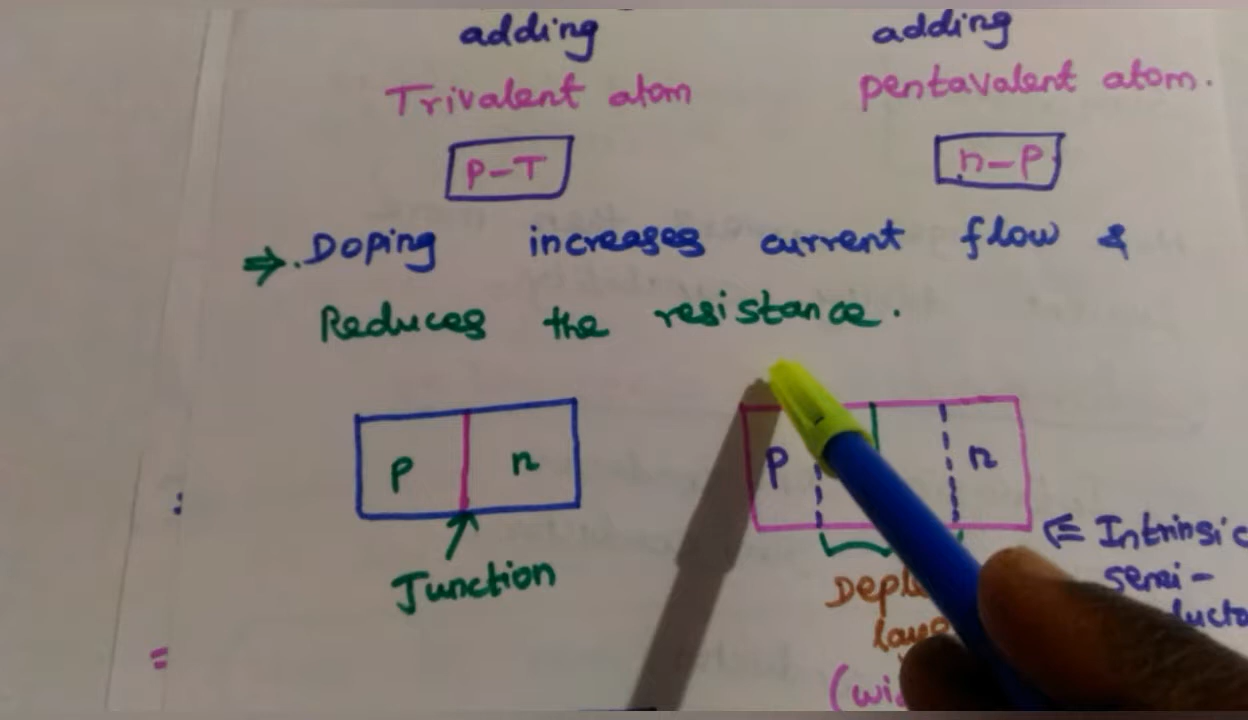 adding
Trivalent atom
P-T
adding
pentavalent atom.
n-P
⇒. Doping increases current flow &
Reduces the resistance.
P n
Junction
P n
⇐ Intrinsic
semi-